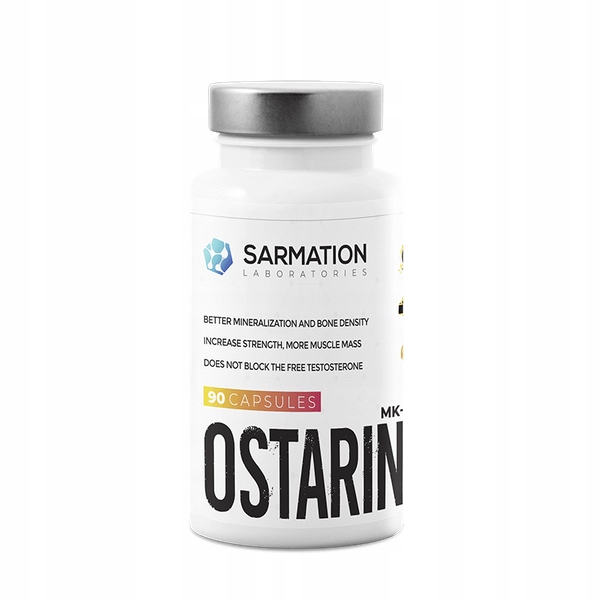 SARMATION
LABORATORIES
BETTER MINERALIZATION AND BONE DENSITY
INCREASE STRENGTH, MORE MUSCLE MASS
DOES NOT BLOCK THE FREE TESTOSTERONE
90 CAPSULES
MK-
OSTARIN